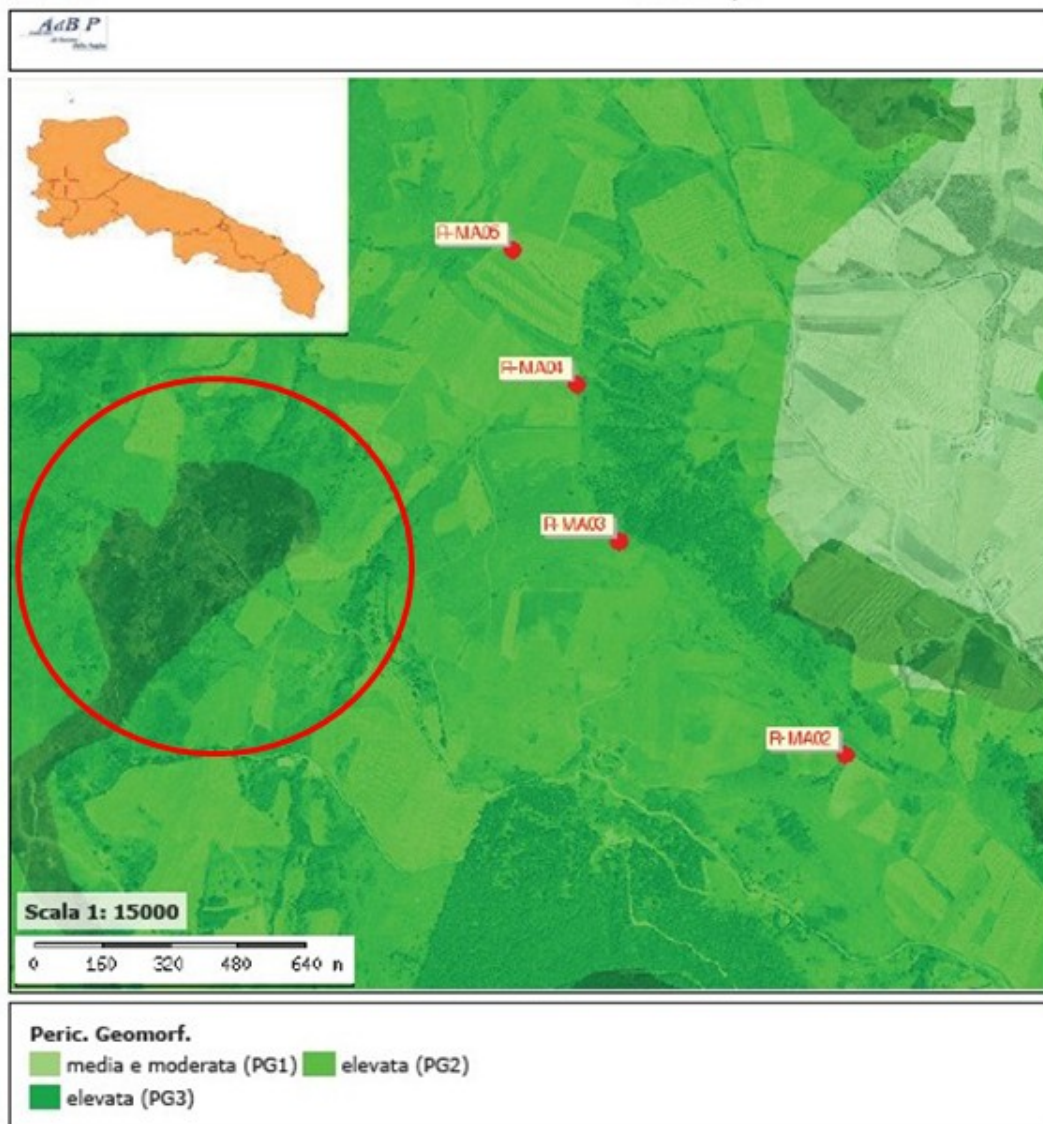 AdB P
R-MA05
R-MA04
R-MA03
R-MA02
Scala 1: 15000
0 160 320 480 640 n
Peric. Geomorf.
media e moderata (PG1) elevata (PG2)
elevata (PG3)